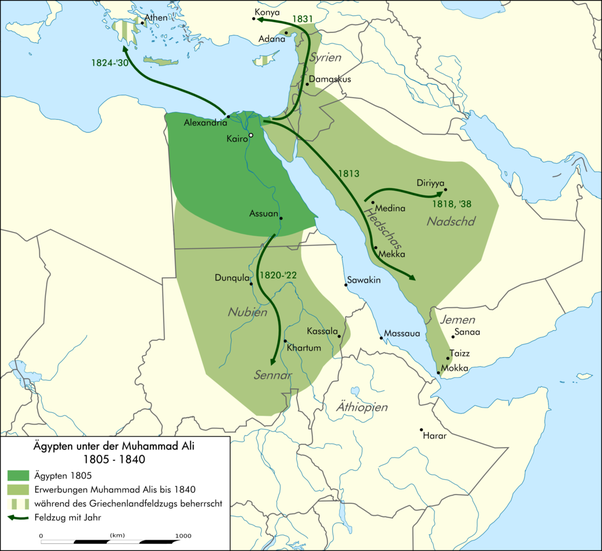 Athen
Konya
1831
Adana
1824-'30
Syrien
Damaskus
Alexandria
Kairo
1813
Diriyya
1818, '38
Medina
Assuan
Hedschas
Nadschd
Mekka
1820-'22
Dunqula
Sawakin
Nubien
Jemen
Kassala
Massaua
Sanaa
Khartum
Taizz
Mokka
Sennar
Äthiopien
Harar
Ägypten unter der Muhammad Ali
1805 - 1840
Ägypten 1805
Erwerbungen Muhammad Alis bis 1840
während des Griechenlandfeldzugs beherrscht
Feldzug mit Jahr
0 (km) 1000